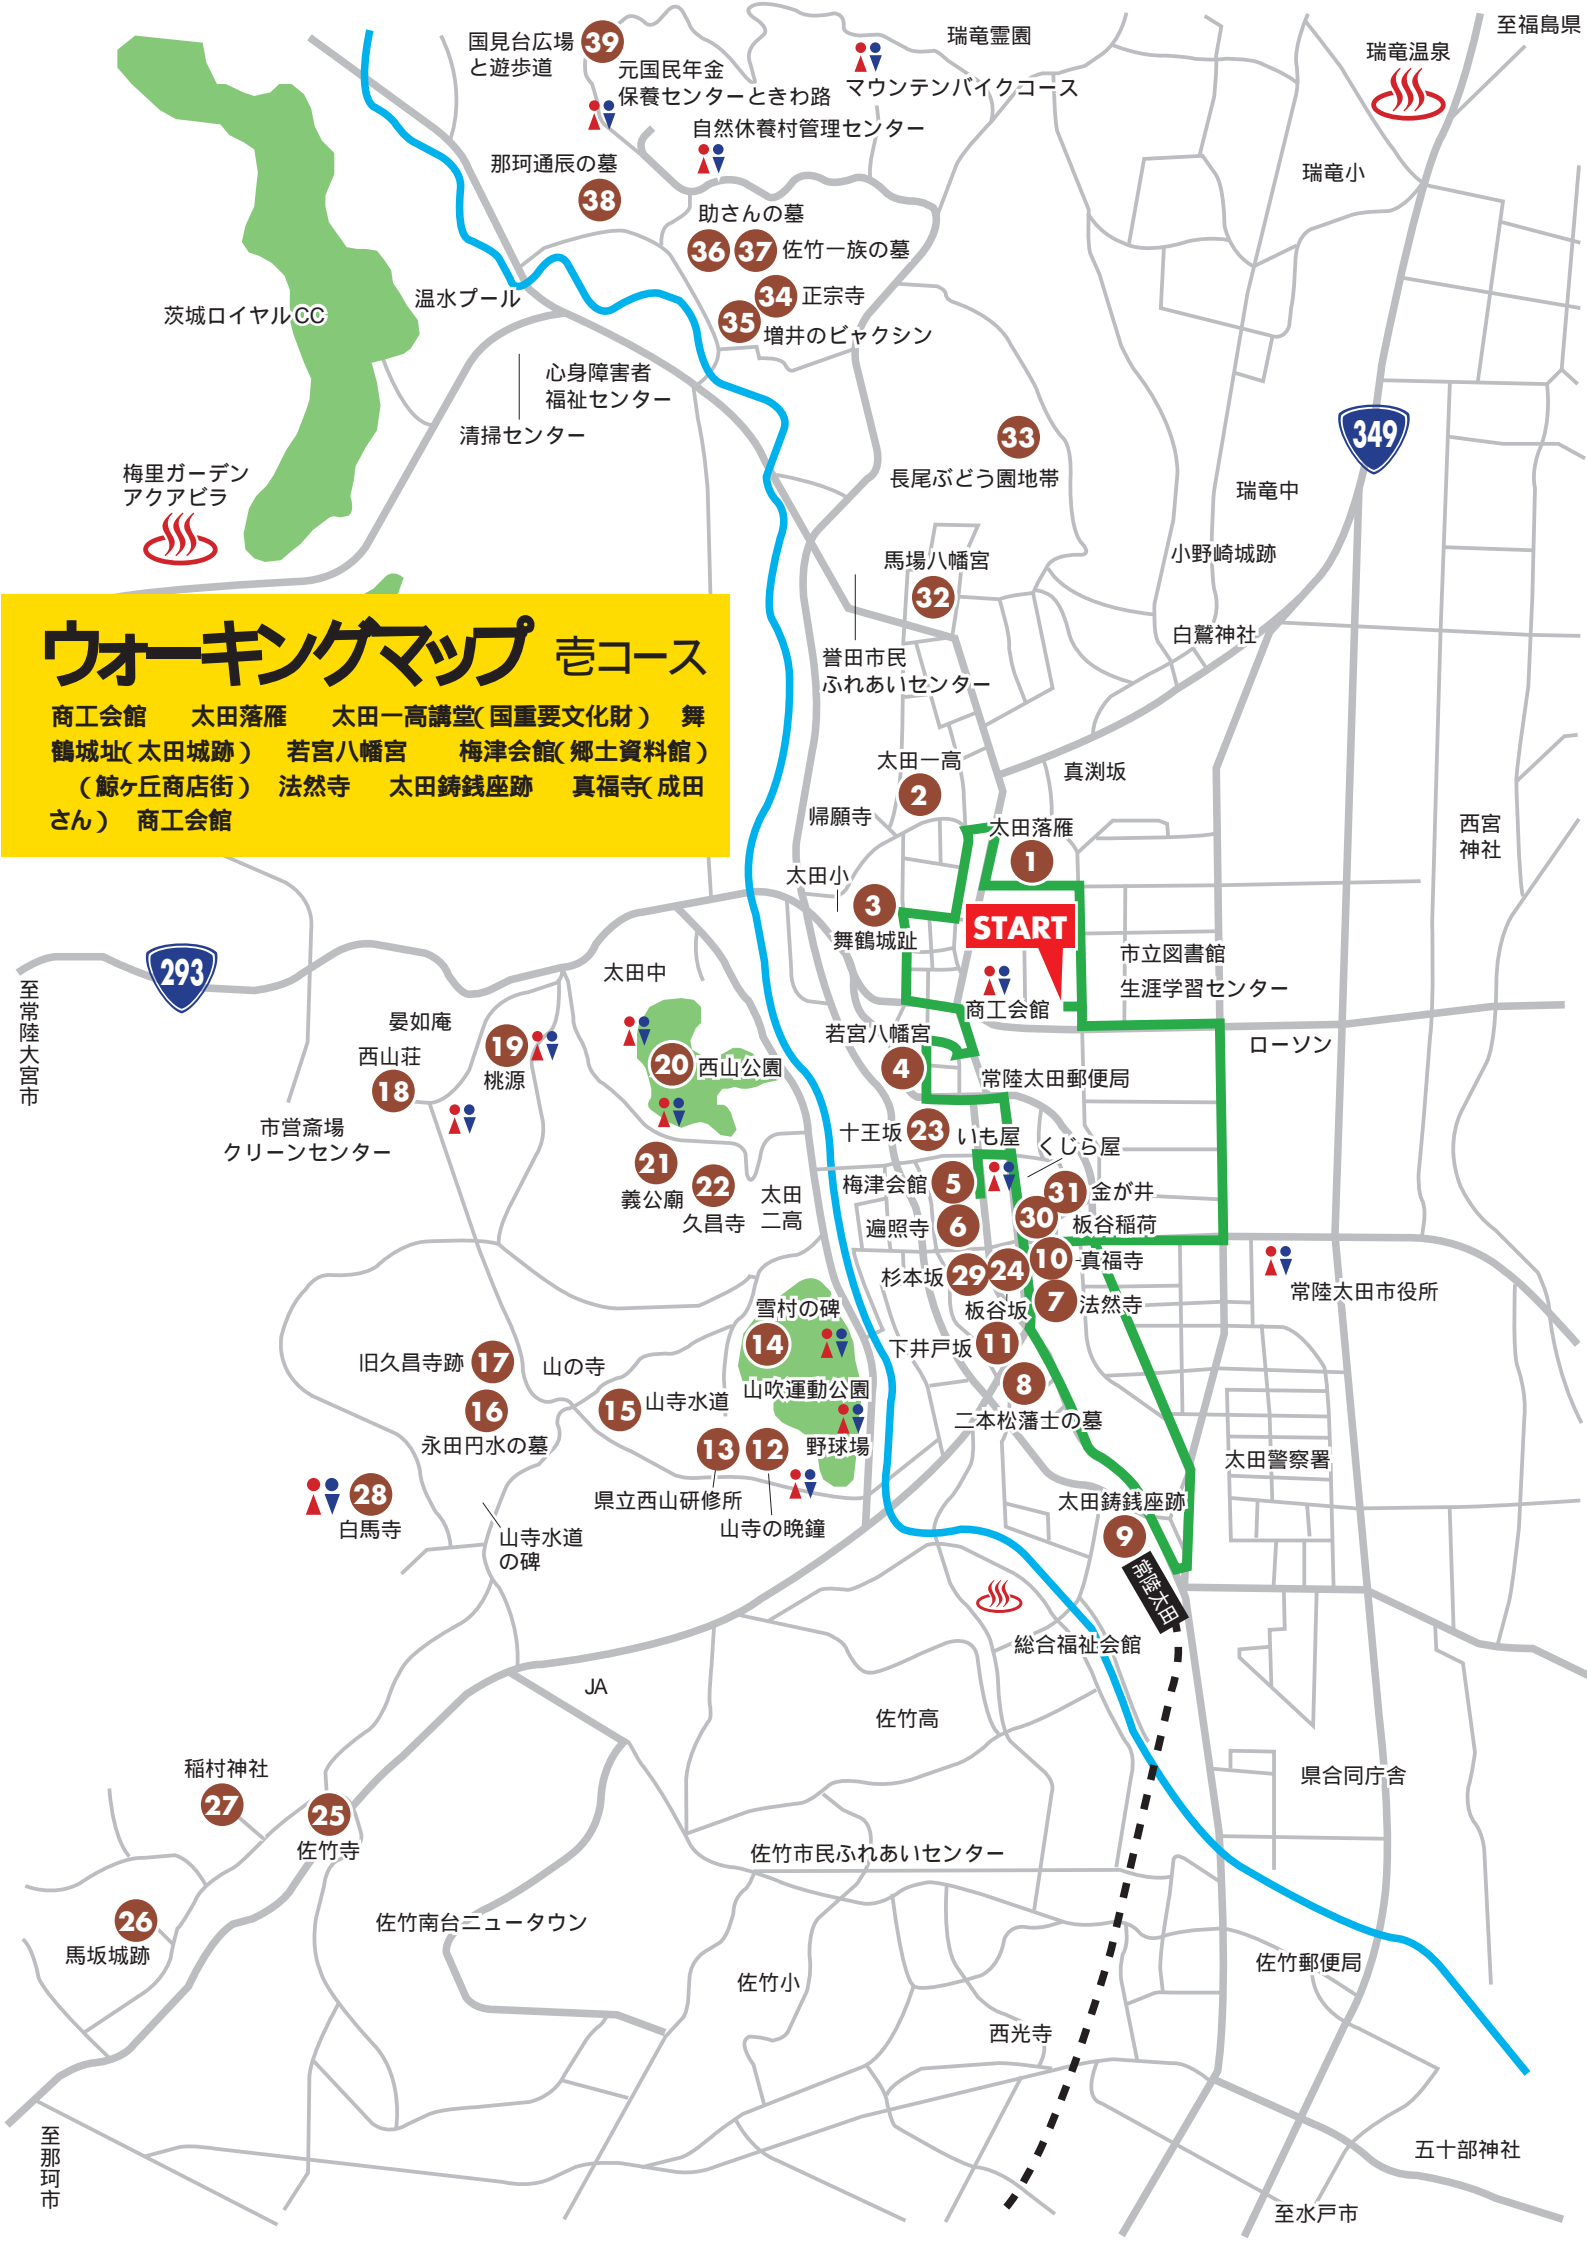 至福島県
国見台広場
と遊歩道
39
元国民年金
保養センターときわ路
瑞竜霊園
マウンテンバイクコース
瑞竜温泉
自然休養村管理センター
那珂通辰の墓
38
瑞竜小
助さんの墓
36
37
佐竹一族の墓
34
正宗寺
35
増井のビャクシン
茨城ロイヤルCC
温水プール
心身障害者
福祉センター
清掃センター
349
33
長尾ぶどう園地帯
梅里ガーデン
アクアピラ
瑞竜中
小野崎城跡
馬場八幡宮
32
白鷺神社
誉田市民
ふれあいセンター
ウォーキングマップ 壱コース
商工会館 太田落雁 太田一高講堂(国重要文化財) 舞
鶴城址(太田城跡) 若宮八幡宮 梅津会館(郷土資料館)
(鯨ヶ丘商店街) 法然寺 太田鋳銭座跡 真福寺(成田
さん) 商工会館
太田一高
2
真渕坂
帰願寺
太田落雁
1
西宮
神社
太田小
3
舞鶴城趾
START
商工会館
市立図書館
生涯学習センター
293
至常陸大宮市
太田中
晏如庵
19
桃源
西山荘
18
20
西山公園
若宮八幡宮
4
ローソン
常陸太田郵便局
市営斎場
クリーンセンター
十王坂
23
いも屋
くじら屋
21
義公廟
22
久昌寺
太田
二高
梅津会館
5
31
金が井
遍照寺
6
30
板谷稲荷
10
真福寺
杉本坂
29
24
板谷坂
7
法然寺
常陸太田市役所
雪村の碑
14
下井戸坂
11
旧久昌寺跡
17
山の寺
8
二本松藩士の墓
山吹運動公園
16
永田円水の墓
15
山寺水道
13
12
野球場
太田警察署
県立西山研修所
山寺の晩鐘
28
白馬寺
山寺水道
の碑
太田鋳銭座跡
9
常陸太田
総合福祉会館
JA
佐竹高
稲村神社
27
25
佐竹寺
県合同庁舎
佐竹市民ふれあいセンター
26
馬坂城跡
佐竹南台ニュータウン
佐竹小
佐竹郵便局
西光寺
至那珂市
五十部神社
至水戸市